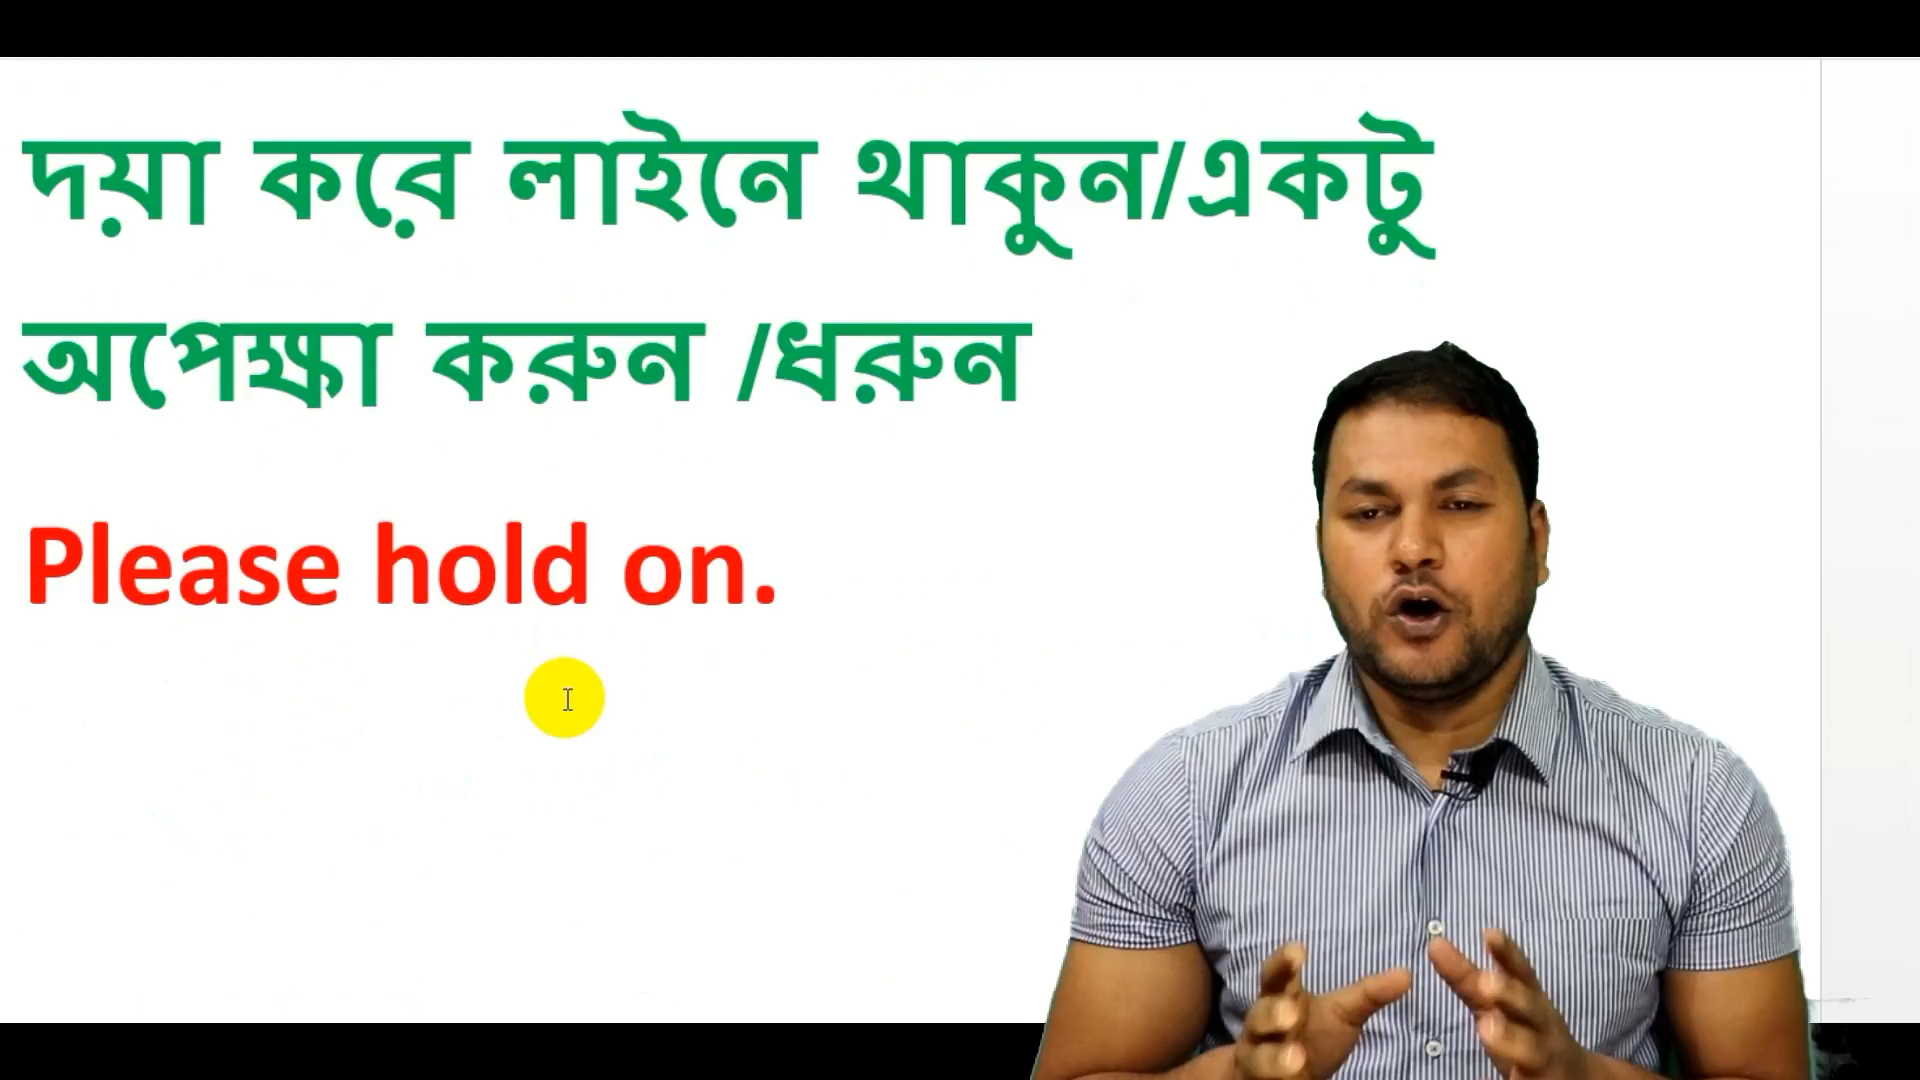 দয়া করে লাইনে থাকুন/একটু
অপেক্ষা করুন /ধরুন
Please hold on.